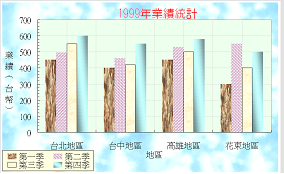 1999年業績統計
業績（台幣）
700
600
500
400
300
200
100
0
台北地區 台中地區 高雄地區 花東地區
地區
第一季 第二季
第三季 第四季